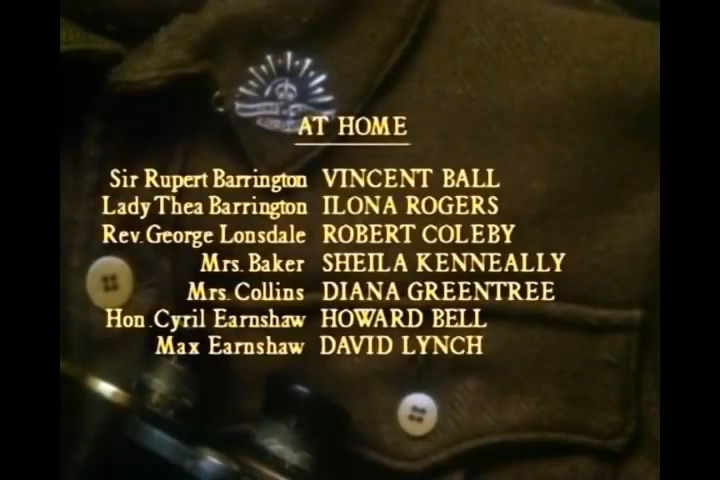 AT HOME
Sir Rupert Barrington VINCENT BALL
Lady Thea Barrington ILONA ROGERS
Rev. George Lonsdale ROBERT COLEBY
Mrs. Baker SHEILA KENNEALLY
Mrs. Collins DIANA GREENTREE
Hon. Cyril Earnshaw HOWARD BELL
Max Earnshaw DAVID LYNCH